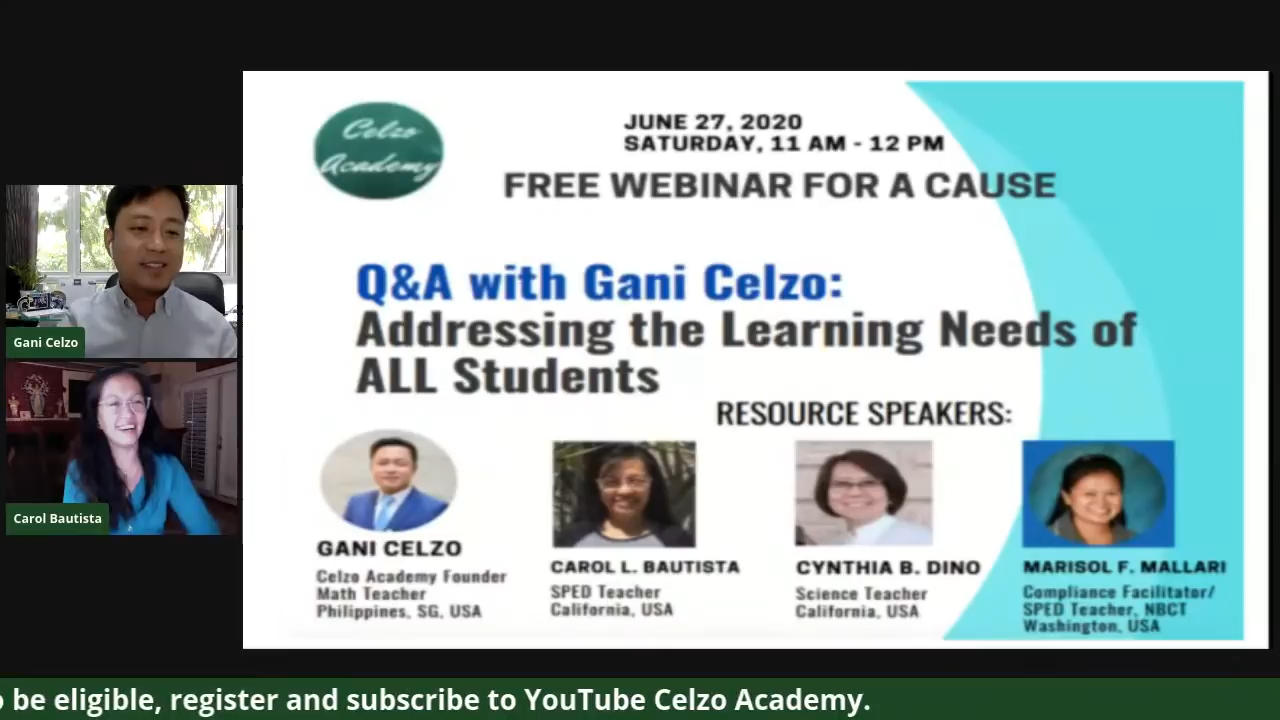 Celzo
Academy
JUNE 27, 2020
SATURDAY, 11 AM - 12 PM
FREE WEBINAR FOR A CAUSE
Q&A with Gani Celzo:
Addressing the Learning Needs of
ALL Students
RESOURCE SPEAKERS:
GANI CELZO
Celzo Academy Founder
Math Teacher
Philippines, SG, USA
CAROL L. BAUTISTA
SPED Teacher
California, USA
CYNTHIA B. DINO
Science Teacher
California, USA
MARISOL F. MALLARI
Compliance Facilitator/
SPED Teacher, NBCT
Washington, USA
Gani Celzo
Carol Bautista
be eligible, register and subscribe to YouTube Celzo Academy.